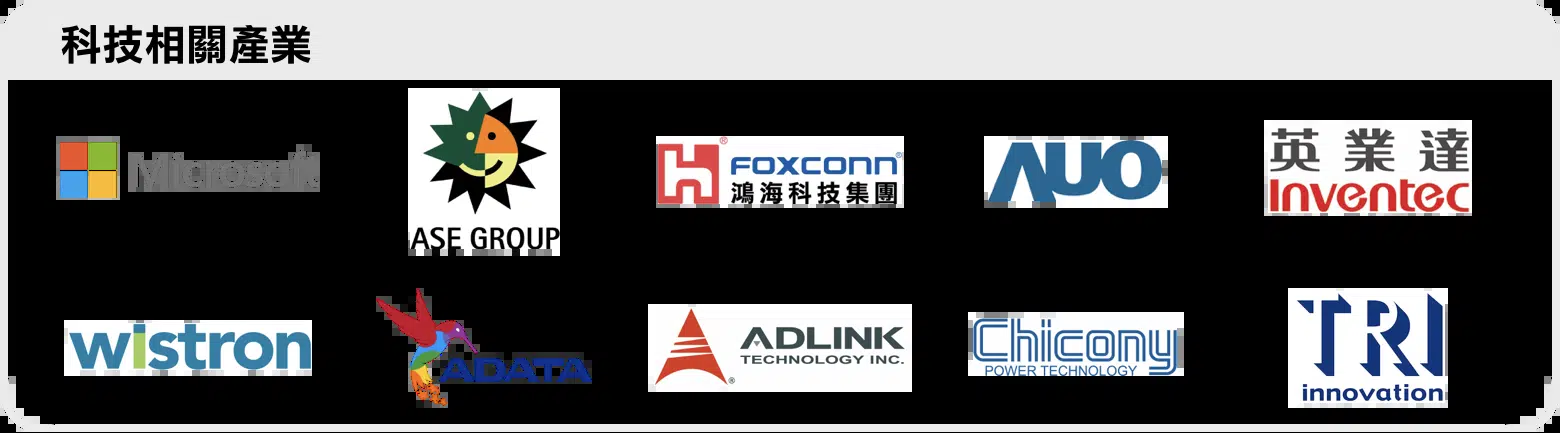 科技相關產業
Microsoft
ASE GROUP
FOXCONN®
鴻海科技集團
AUO
英業達
Inventec
wistron
ADATA
ADLINK
TECHNOLOGY INC.
®
Chicony
POWER TECHNOLOGY
TRI
innovation